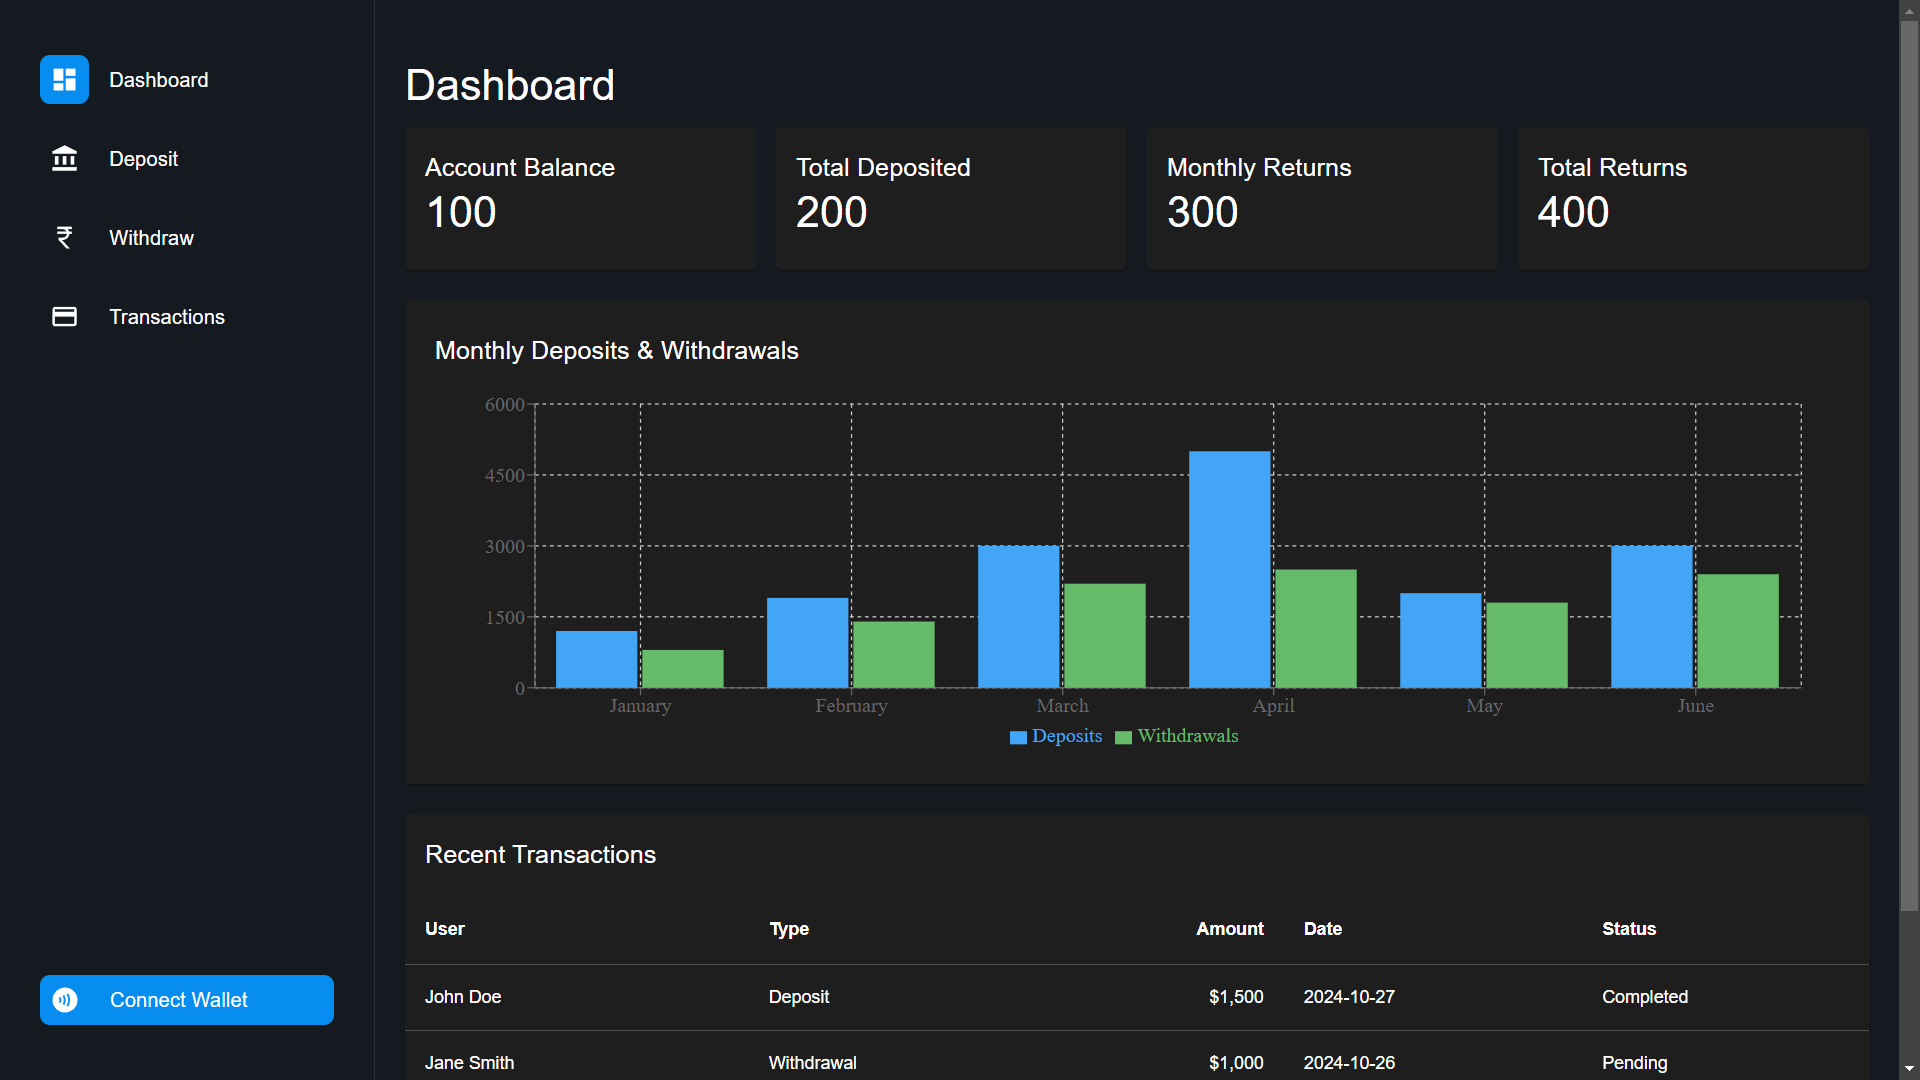 Dashboard
Deposit
Withdraw
Transactions
Connect Wallet
Dashboard
Account Balance
100
Total Deposited
200
Monthly Returns
300
Total Returns
400
Monthly Deposits & Withdrawals
6000
4500
3000
1500
0
January February March April May June
Deposits Withdrawals
Recent Transactions
User Type Amount Date Status
John Doe Deposit $1,500 2024-10-27 Completed
Jane Smith Withdrawal $1,000 2024-10-26 Pending